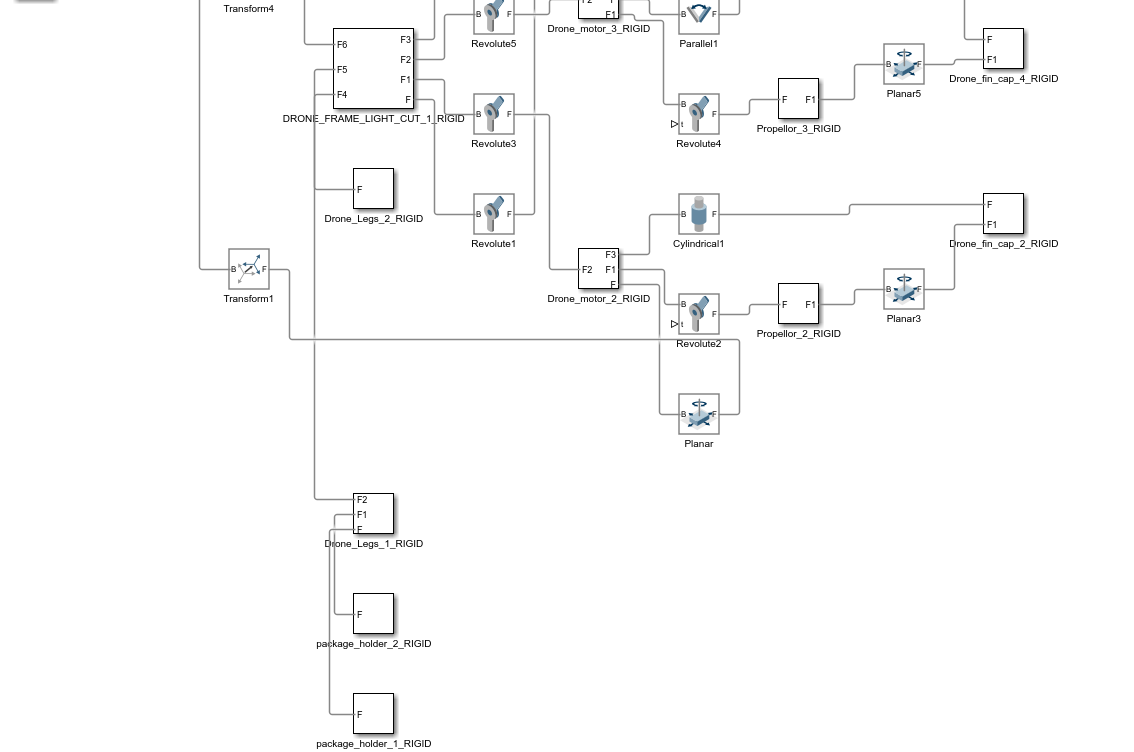 Transform4
F6
F5
F4
F3
F2
F1
F
DRONE_FRAME_LIGHT_CUT_1_RIGID
B
F
Revolute5
F2
F1
Drone_motor_3_RIGID
B
F
Parallel1
B
F
Planar5
F
F1
Drone_fin_cap_4_RIGID
B
F
Revolute3
B
t
F
Revolute4
F
F1
Propellor_3_RIGID
F
Drone_Legs_2_RIGID
B
F
Revolute1
B
F
Cylindrical1
F
F1
Drone_fin_cap_2_RIGID
B
F
Transform1
F2
F3
F1
F
Drone_motor_2_RIGID
B
t
F
Revolute2
F
F1
Propellor_2_RIGID
B
F
Planar3
B
F
Planar
F2
F1
F
Drone_Legs_1_RIGID
F
package_holder_2_RIGID
F
package_holder_1_RIGID